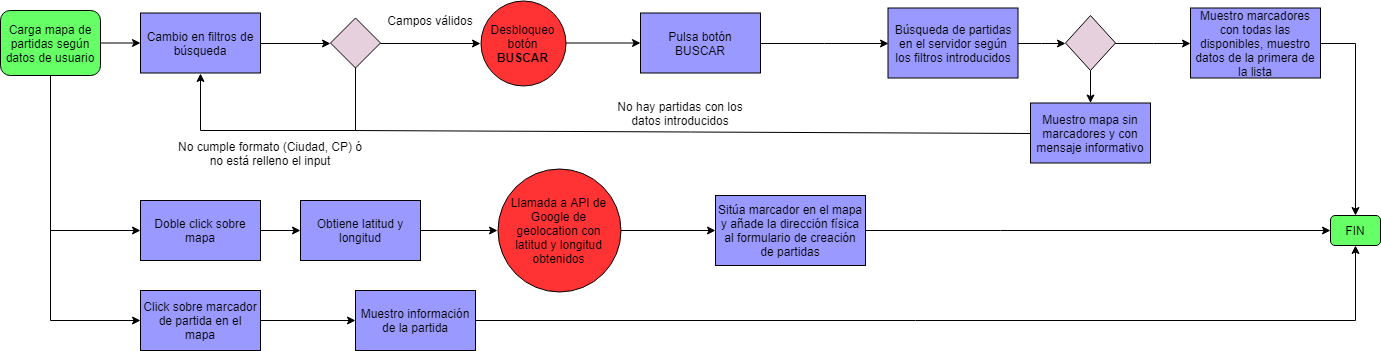 Carga mapa de
partidas según
datos de usuario
Cambio en filtros de
búsqueda
Campos válidos
Desbloqueo
botón
BUSCAR
Pulsa botón
BUSCAR
Búsqueda de partidas
en el servidor según
los filtros introducidos
Muestro marcadores
con todas las
disponibles, muestro
datos de la primera de
la lista
No hay partidas con los
datos introducidos
Muestro mapa sin
marcadores y con
mensaje informativo
No cumple formato (Ciudad, CP) ó
no está relleno el input
Doble click sobre
mapa
Obtiene latitud y
longitud
Llamada a API de
Google de
geolocation con
latitud y longitud
obtenidos
Sitúa marcador en el mapa
y añade la dirección física
al formulario de creación
de partidas
FIN
Click sobre marcador
de partida en el
mapa
Muestro información
de la partida